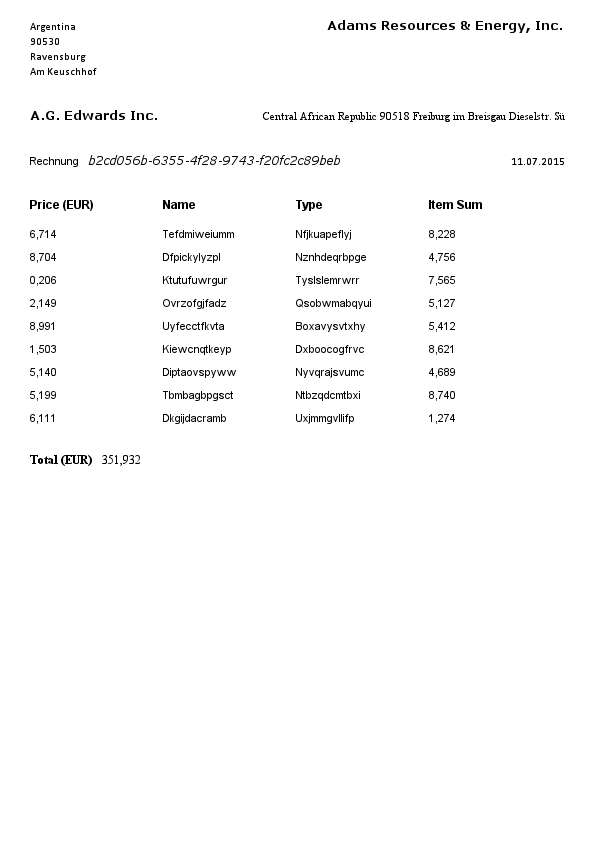 Argentina
90530
Ravensburg
Am Keuschhof
Adams Resources & Energy, Inc.
A.G. Edwards Inc.
Central African Republic 90518 Freiburg im Breisgau Dieselstr. Sü
Rechnung b2cd056b-6355-4f28-9743-f20fc2c89beb
11.07.2015
Price (EUR) Name Type Item Sum
6,714 Tefdmiweiumm Nfjkuapeflyj 8,228
8,704 Dfpickylyzpl Nznhdeqrbpge 4,756
0,206 Ktutufuwrgur Tyslslemrwrr 7,565
2,149 Ovrzofgjfadz Qsobwmabqyui 5,127
8,991 Uyfecctfkvta Boxavysvtxhy 5,412
1,503 Kiewcnqtkeyp Dxboocogfrvc 8,621
5,140 Diptaovspyww Nyvqrajsvumc 4,689
5,199 Tbmbagbpgsct Ntbzqdcmtbxi 8,740
6,111 Dkgijdacramb Uxjmmgvllifp 1,274
Total (EUR) 351,932